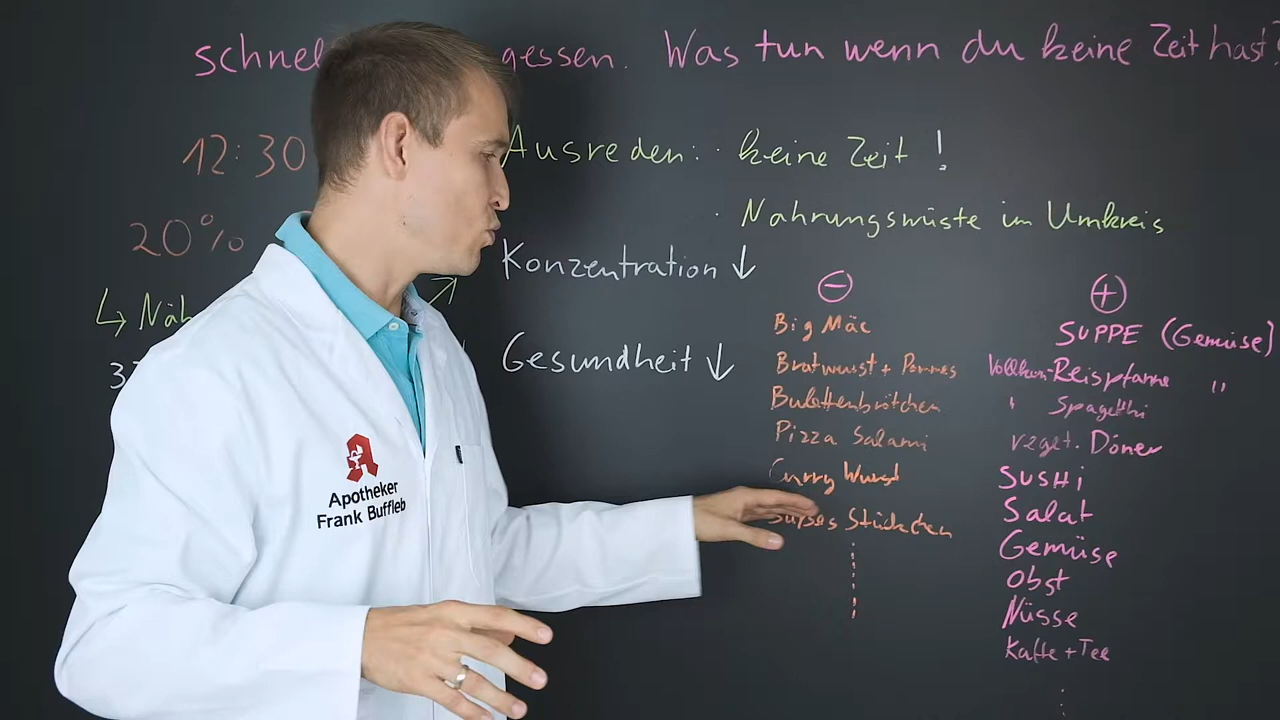 schnel gessen. Was tun wenn du keine Zeit hast?
12:30
Ausreden: · keine Zeit !
20%
· Nahrungswüste im Umkreis
Konzentration ↓
↳ Näh
Gesundheit ↓
⊖
Big Mäc
Bratwurst + Pommes
Bulettenbrötchen
Pizza Salami
Curry Wurst
Süßes Stückchen
⊕
SUPPE (Gemüse)
Vollkorn-Reispfanne "
" Spagetthi
veget. Döner
SUSHi
Salat
Gemüse
Obst
Nüsse
Kaffe + Tee
Apotheker
Frank Buffleb